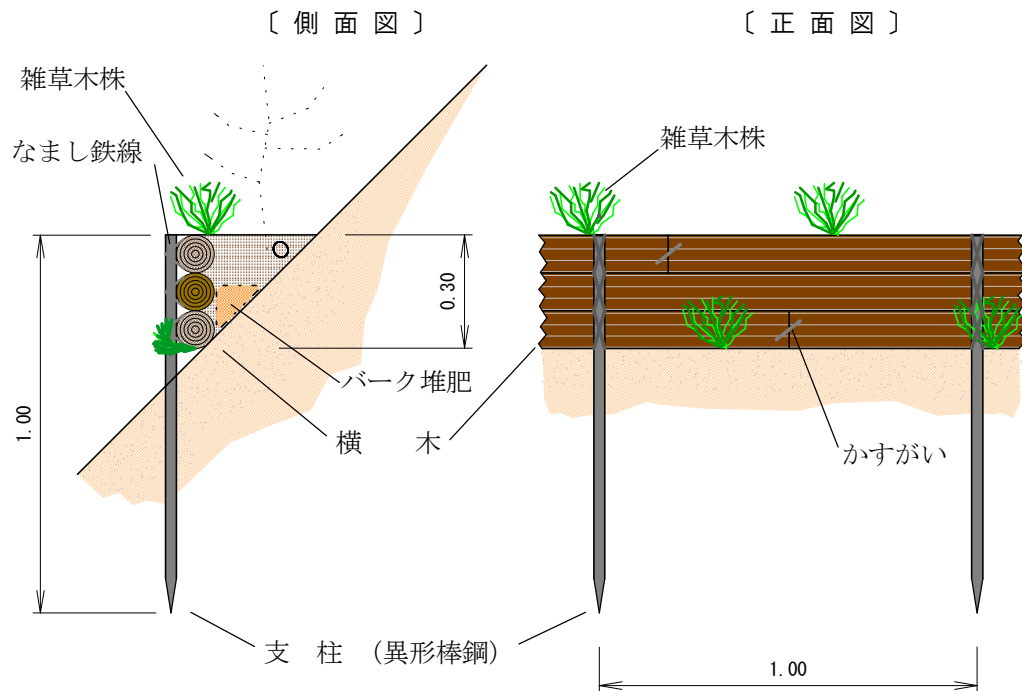 〔 側 面 図 〕
〔 正 面 図 〕
雑草木株
なまし鉄線
雑草木株
0.30
1.00
バーク堆肥
横　　木
かすがい
支　柱　（異形棒鋼）
1.00